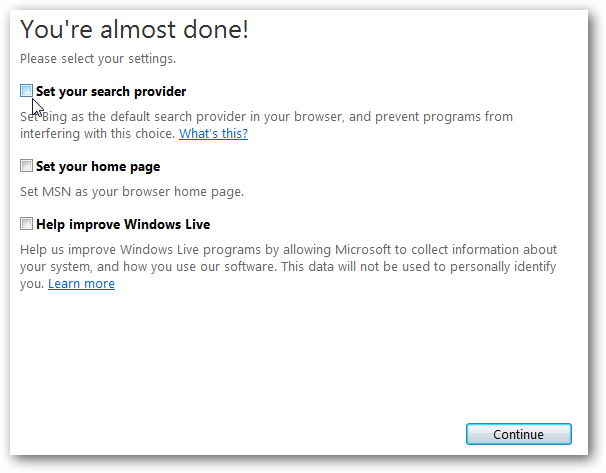 You're almost done!
Please select your settings.
Set your search provider
Set Bing as the default search provider in your browser, and prevent programs from
interfering with this choice. What's this?
Set your home page
Set MSN as your browser home page.
Help improve Windows Live
Help us improve Windows Live programs by allowing Microsoft to collect information about
your system, and how you use our software. This data will not be used to personally identify
you. Learn more
Continue